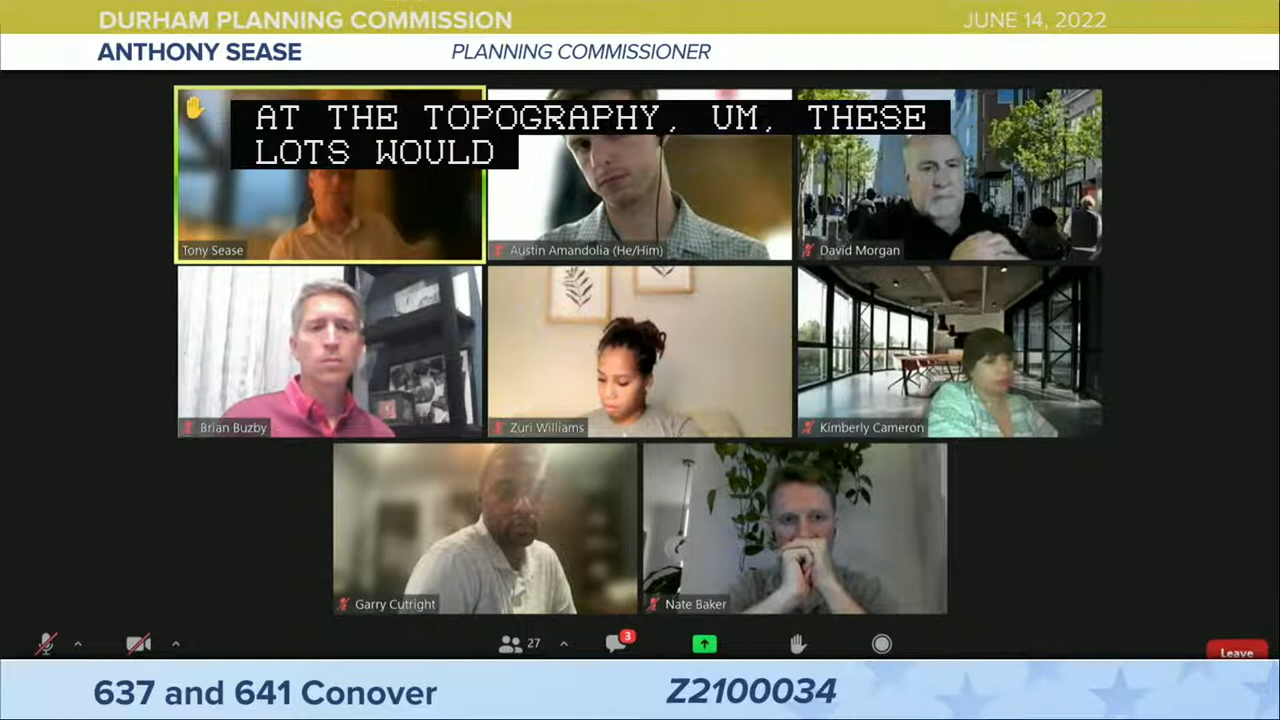 DURHAM PLANNING COMMISSION
JUNE 14, 2022
ANTHONY SEASE
PLANNING COMMISSIONER
AT THE TOPOGRAPHY, UM, THESE
LOTS WOULD
Tony Sease
Austin Amandolia (He/Him)
David Morgan
Brian Buzby
Zuri Williams
Kimberly Cameron
Garry Cutright
Nate Baker
27
3
Leave
637 and 641 Conover
Z2100034